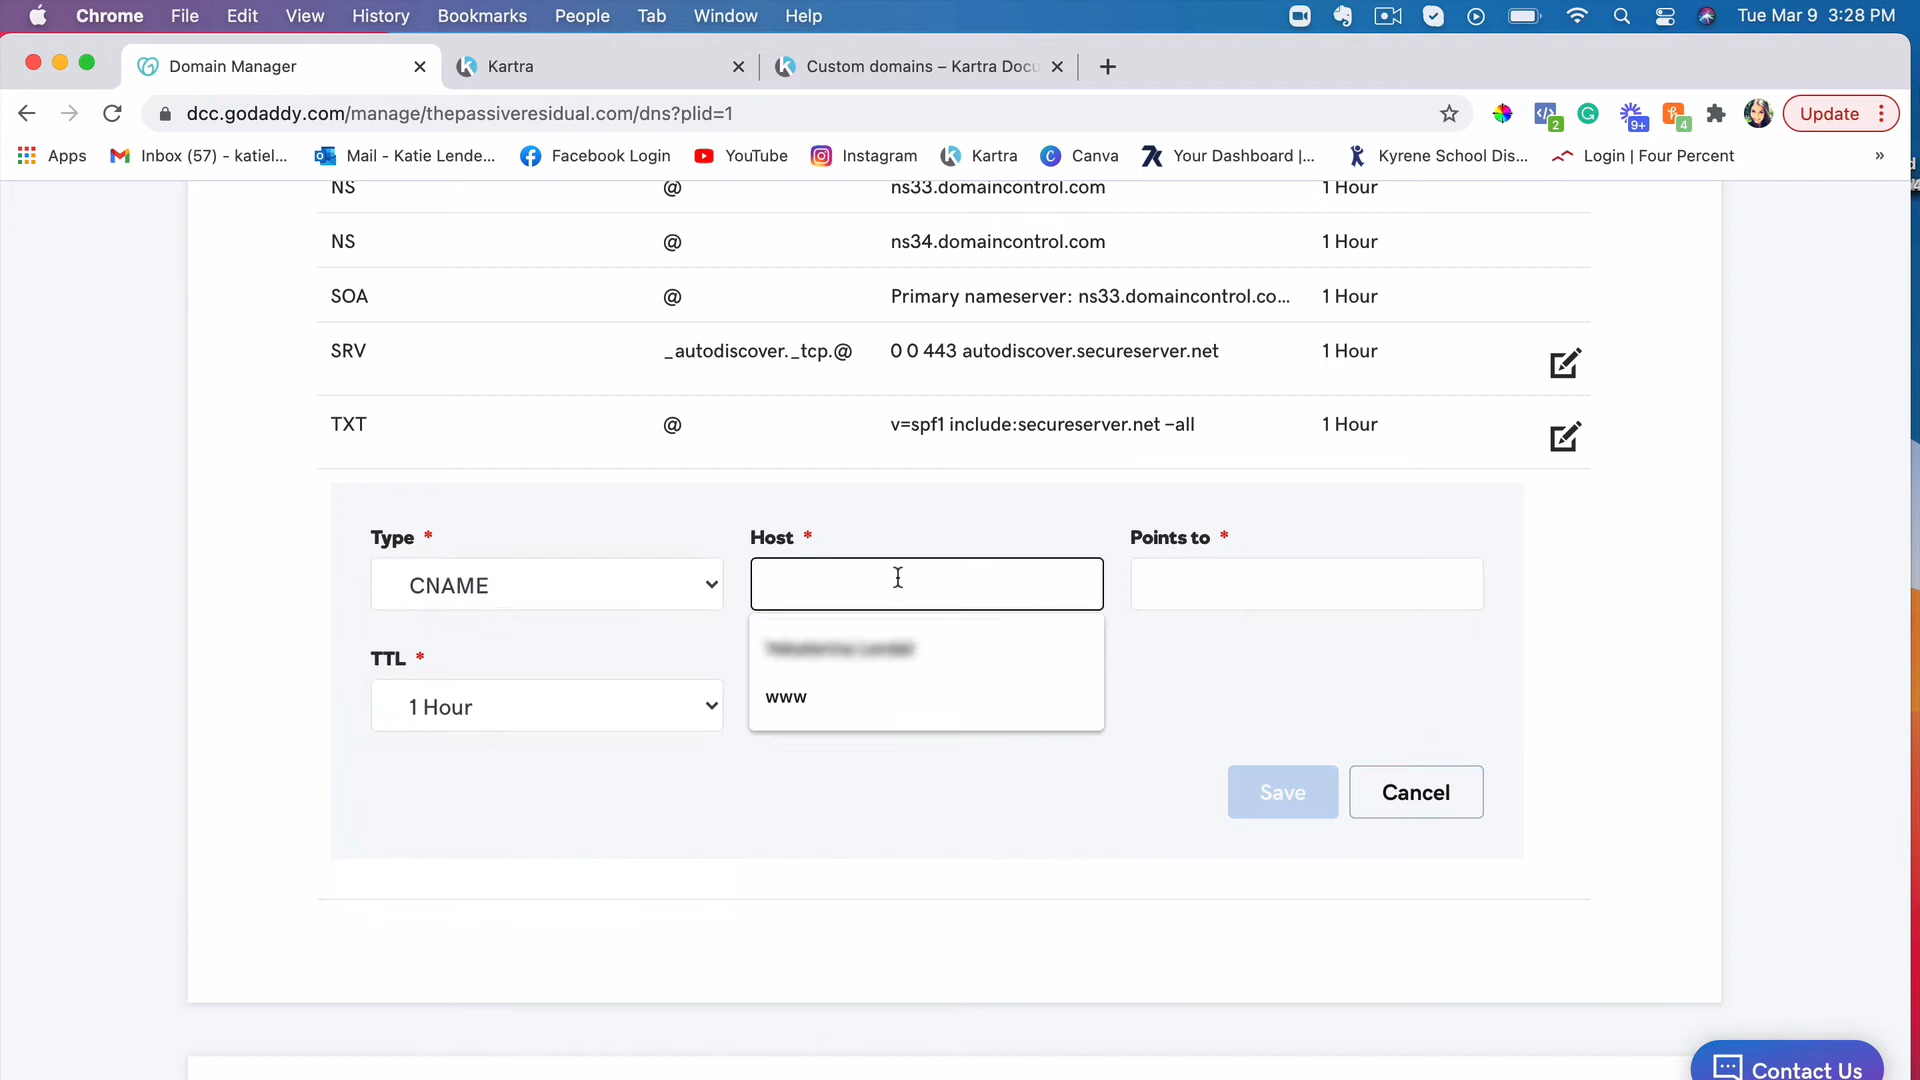 Chrome File Edit View History Bookmarks People Tab Window Help Tue Mar 9 3:28 PM
Domain Manager Kartra Custom domains – Kartra Docu
dcc.godaddy.com/manage/thepassiveresidual.com/dns?plid=1 2 9+ 4 Update
Apps Inbox (57) - katiel... Mail - Katie Lende... Facebook Login YouTube Instagram Kartra Canva Your Dashboard |... Kyrene School Dis... Login | Four Percent »
NS @ ns33.domaincontrol.com 1 Hour
NS @ ns34.domaincontrol.com 1 Hour
SOA @ Primary nameserver: ns33.domaincontrol.co... 1 Hour
SRV _autodiscover._tcp.@ 0 0 443 autodiscover.secureserver.net 1 Hour
TXT @ v=spf1 include:secureserver.net -all 1 Hour
Type * Host * Points to *
CNAME
TTL *
www
1 Hour
Save Cancel
Contact Us